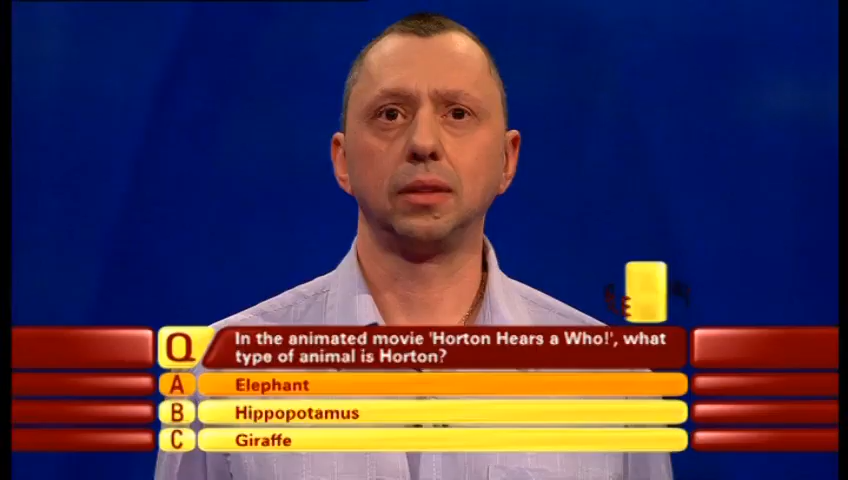 Q
In the animated movie 'Horton Hears a Who!', what
type of animal is Horton?
A Elephant
B Hippopotamus
C Giraffe